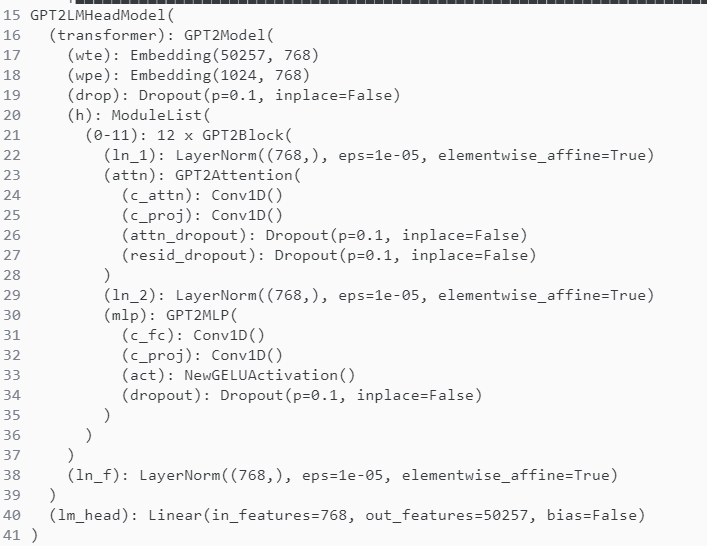 15 GPT2LMHeadModel(
16   (transformer): GPT2Model(
17     (wte): Embedding(50257, 768)
18     (wpe): Embedding(1024, 768)
19     (drop): Dropout(p=0.1, inplace=False)
20     (h): ModuleList(
21       (0-11): 12 x GPT2Block(
22         (ln_1): LayerNorm((768,), eps=1e-05, elementwise_affine=True)
23         (attn): GPT2Attention(
24           (c_attn): Conv1D()
25           (c_proj): Conv1D()
26           (attn_dropout): Dropout(p=0.1, inplace=False)
27           (resid_dropout): Dropout(p=0.1, inplace=False)
28         )
29         (ln_2): LayerNorm((768,), eps=1e-05, elementwise_affine=True)
30         (mlp): GPT2MLP(
31           (c_fc): Conv1D()
32           (c_proj): Conv1D()
33           (act): NewGELUActivation()
34           (dropout): Dropout(p=0.1, inplace=False)
35         )
36       )
37     )
38     (ln_f): LayerNorm((768,), eps=1e-05, elementwise_affine=True)
39   )
40   (lm_head): Linear(in_features=768, out_features=50257, bias=False)
41 )